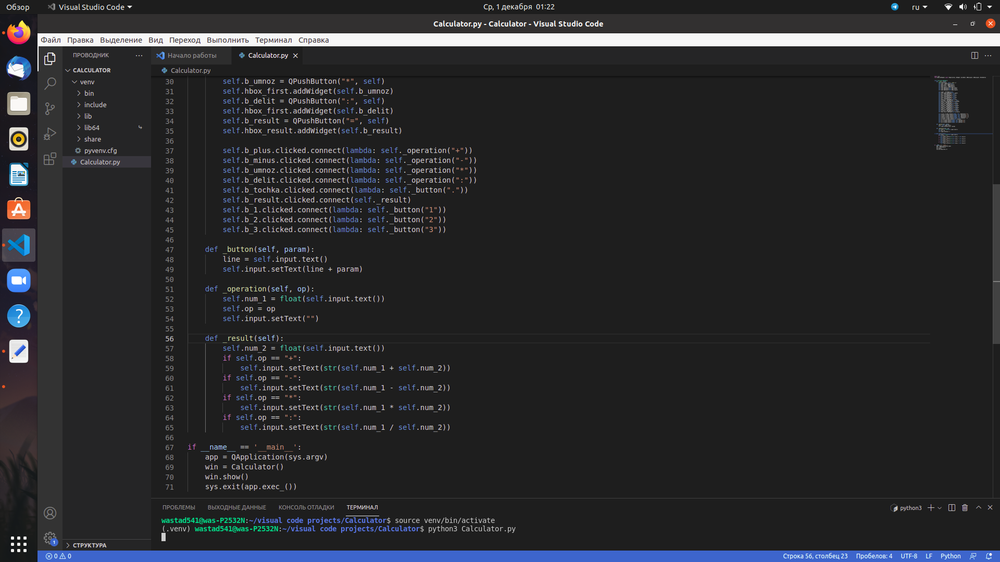 Обзор
Visual Studio Code
Ср, 1 декабря 01:22
ru
Calculator.py - Calculator - Visual Studio Code
Файл Правка Выделение Вид Переход Выполнить Терминал Справка
ПРОВОДНИК
CALCULATOR
venv
bin
include
lib
lib64
share
pyvenv.cfg
Calculator.py
СТРУКТУРА
Начало работы
Calculator.py
Calculator.py
30 self.b_umnoz = QPushButton("*", self)
31 self.hbox_first.addWidget(self.b_umnoz)
32 self.b_delit = QPushButton(":", self)
33 self.hbox_first.addWidget(self.b_delit)
34 self.b_result = QPushButton("=", self)
35 self.hbox_result.addWidget(self.b_result)
36
37 self.b_plus.clicked.connect(lambda: self._operation("+"))
38 self.b_minus.clicked.connect(lambda: self._operation("-"))
39 self.b_umnoz.clicked.connect(lambda: self._operation("*"))
40 self.b_delit.clicked.connect(lambda: self._operation(":"))
41 self.b_tochka.clicked.connect(lambda: self._button("."))
42 self.b_result.clicked.connect(self._result)
43 self.b_1.clicked.connect(lambda: self._button("1"))
44 self.b_2.clicked.connect(lambda: self._button("2"))
45 self.b_3.clicked.connect(lambda: self._button("3"))
46
47 def _button(self, param):
48 line = self.input.text()
49 self.input.setText(line + param)
50
51 def _operation(self, op):
52 self.num_1 = float(self.input.text())
53 self.op = op
54 self.input.setText("")
55
56 def _result(self):
57 self.num_2 = float(self.input.text())
58 if self.op == "+":
59 self.input.setText(str(self.num_1 + self.num_2))
60 if self.op == "-":
61 self.input.setText(str(self.num_1 - self.num_2))
62 if self.op == "*":
63 self.input.setText(str(self.num_1 * self.num_2))
64 if self.op == ":":
65 self.input.setText(str(self.num_1 / self.num_2))
66
67 if __name__ == '__main__':
68 app = QApplication(sys.argv)
69 win = Calculator()
70 win.show()
71 sys.exit(app.exec_())
ПРОБЛЕМЫ ВЫХОДНЫЕ ДАННЫЕ КОНСОЛЬ ОТЛАДКИ ТЕРМИНАЛ
python3
wastad541@was-P2532N:~/visual code projects/Calculator$ source venv/bin/activate
(.venv) wastad541@was-P2532N:~/visual code projects/Calculator$ python3 Calculator.py
1
0 0
Строка 56, столбец 23 Пробелов: 4 UTF-8 LF Python